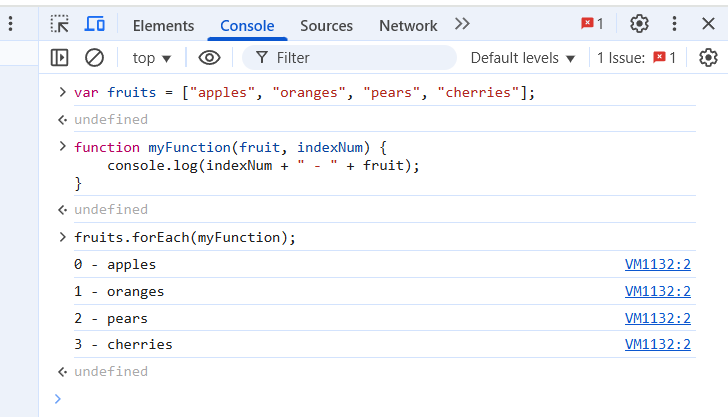 Elements Console Sources Network 1
top Filter Default levels 1 Issue: 1
var fruits = ["apples", "oranges", "pears", "cherries"];
undefined
function myFunction(fruit, indexNum) {
    console.log(indexNum + " - " + fruit);
}
undefined
fruits.forEach(myFunction);
0 - apples VM1132:2
1 - oranges VM1132:2
2 - pears VM1132:2
3 - cherries VM1132:2
undefined